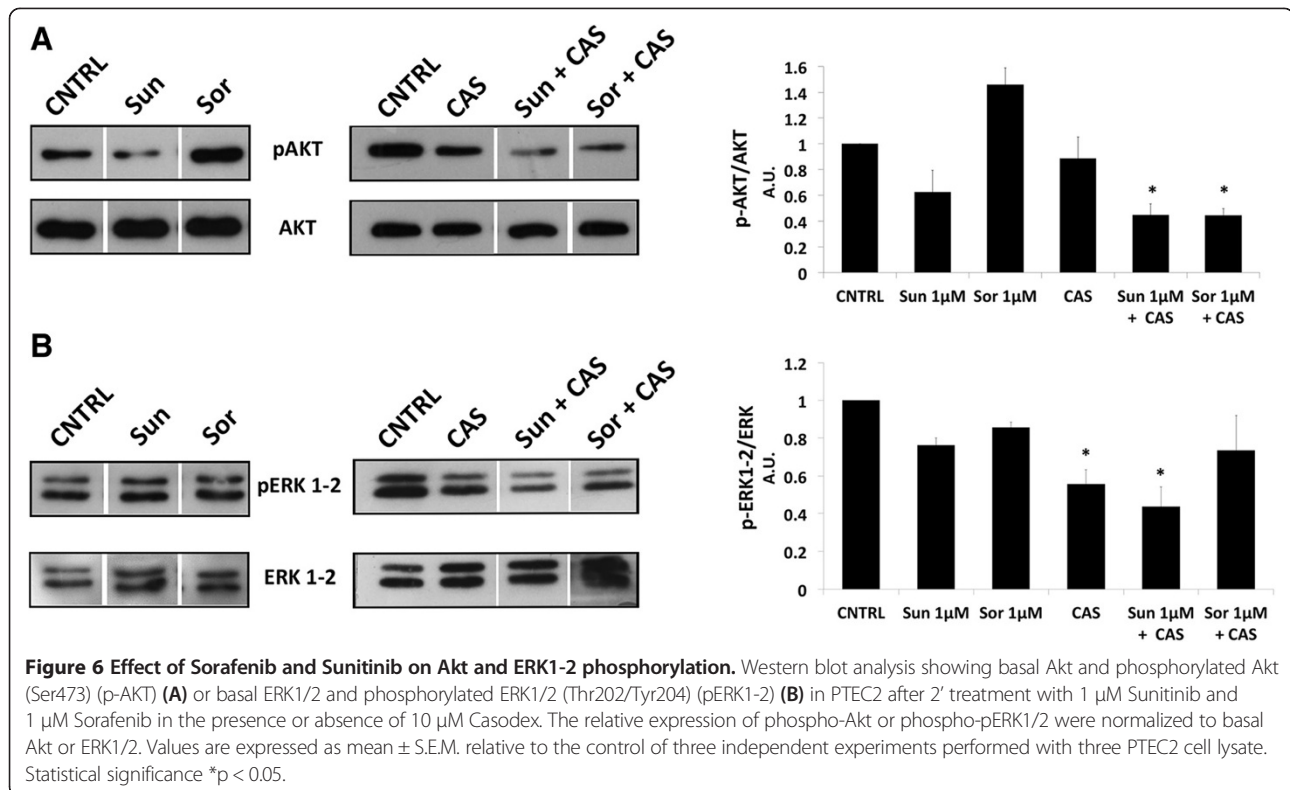 A
CNTRL Sun Sor
CNTRL CAS Sun + CAS Sor + CAS
pAKT
AKT
p-AKT/AKT
A.U.
1.6
1.4
1.2
1
0.8
0.6
0.4
0.2
0
* *
CNTRL Sun 1µM Sor 1µM CAS Sun 1µM + CAS Sor 1µM + CAS
B
CNTRL Sun Sor
CNTRL CAS Sun + CAS Sor + CAS
pERK 1-2
ERK 1-2
p-ERK1-2/ERK
A.U.
1.2
1
0.8
0.6
0.4
0.2
0
* *
CNTRL Sun 1µM Sor 1µM CAS Sun 1µM + CAS Sor 1µM + CAS
Figure 6 Effect of Sorafenib and Sunitinib on Akt and ERK1-2 phosphorylation. Western blot analysis showing basal Akt and phosphorylated Akt
(Ser473) (p-AKT) (A) or basal ERK1/2 and phosphorylated ERK1/2 (Thr202/Tyr204) (pERK1-2) (B) in PTEC2 after 2' treatment with 1 µM Sunitinib and
1 µM Sorafenib in the presence or absence of 10 µM Casodex. The relative expression of phospho-Akt or phospho-pERK1/2 were normalized to basal
Akt or ERK1/2. Values are expressed as mean ± S.E.M. relative to the control of three independent experiments performed with three PTEC2 cell lysate.
Statistical significance *p < 0.05.